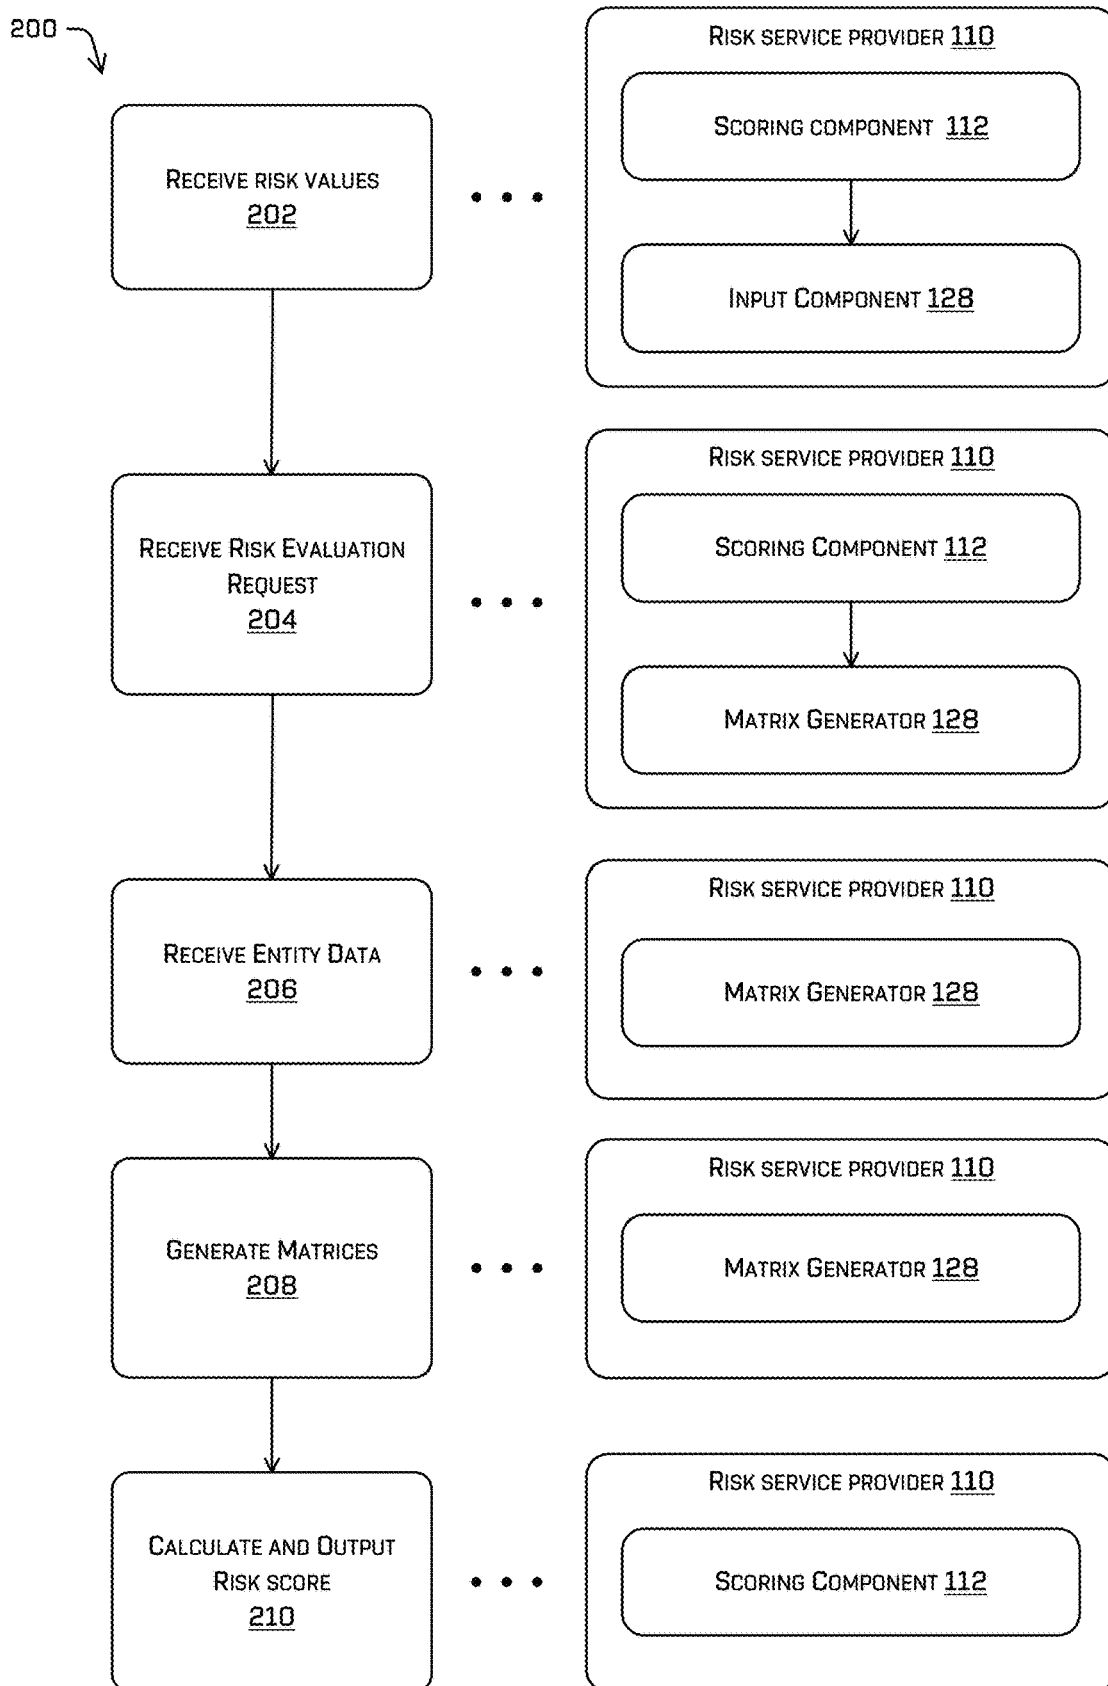 200
RISK SERVICE PROVIDER 110
SCORING COMPONENT 112
RECEIVE RISK VALUES
202
INPUT COMPONENT 128
RISK SERVICE PROVIDER 110
SCORING COMPONENT 112
RECEIVE RISK EVALUATION
REQUEST
204
MATRIX GENERATOR 128
RISK SERVICE PROVIDER 110
RECEIVE ENTITY DATA
206
MATRIX GENERATOR 128
RISK SERVICE PROVIDER 110
GENERATE MATRICES
208
MATRIX GENERATOR 128
RISK SERVICE PROVIDER 110
CALCULATE AND OUTPUT
RISK SCORE
210
SCORING COMPONENT 112